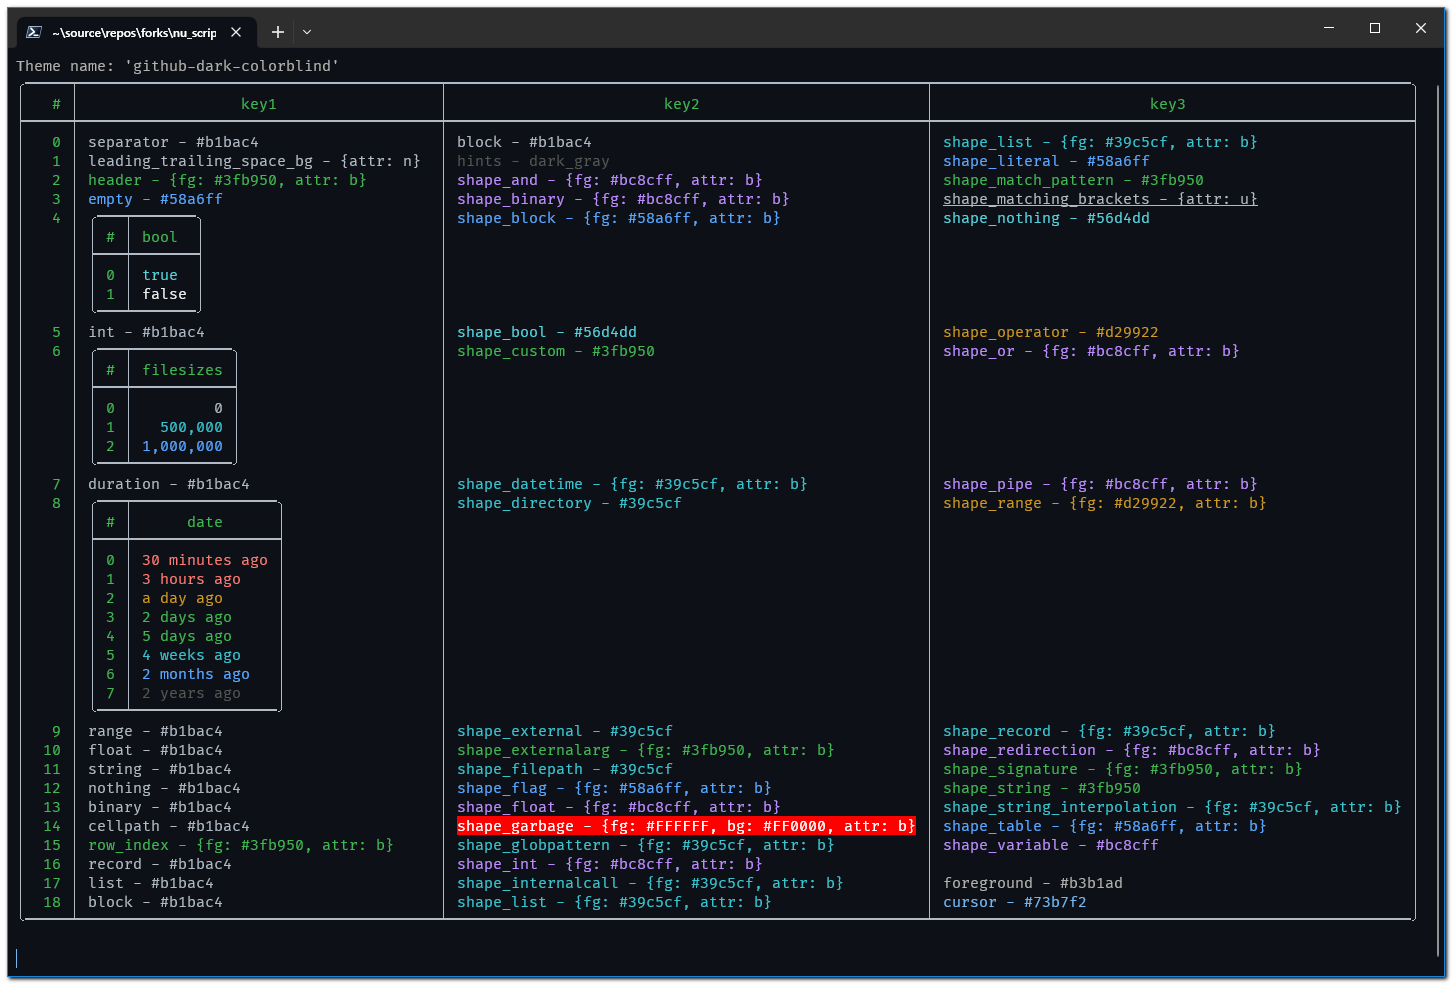 ~\source\repos\forks\nu_scrip
Theme name: 'github-dark-colorblind'
# key1 key2 key3
0 separator - #b1bac4 block - #b1bac4 shape_list - {fg: #39c5cf, attr: b}
1 leading_trailing_space_bg - {attr: n} hints - dark_gray shape_literal - #58a6ff
2 header - {fg: #3fb950, attr: b} shape_and - {fg: #bc8cff, attr: b} shape_match_pattern - #3fb950
3 empty - #58a6ff shape_binary - {fg: #bc8cff, attr: b} shape_matching_brackets - {attr: u}
4 shape_block - {fg: #58a6ff, attr: b} shape_nothing - #56d4dd
# bool
0 true
1 false
5 int - #b1bac4 shape_bool - #56d4dd shape_operator - #d29922
6 shape_custom - #3fb950 shape_or - {fg: #bc8cff, attr: b}
# filesizes
0 0
1 500,000
2 1,000,000
7 duration - #b1bac4 shape_datetime - {fg: #39c5cf, attr: b} shape_pipe - {fg: #bc8cff, attr: b}
8 shape_directory - #39c5cf shape_range - {fg: #d29922, attr: b}
# date
0 30 minutes ago
1 3 hours ago
2 a day ago
3 2 days ago
4 5 days ago
5 4 weeks ago
6 2 months ago
7 2 years ago
9 range - #b1bac4 shape_external - #39c5cf shape_record - {fg: #39c5cf, attr: b}
10 float - #b1bac4 shape_externalarg - {fg: #3fb950, attr: b} shape_redirection - {fg: #bc8cff, attr: b}
11 string - #b1bac4 shape_filepath - #39c5cf shape_signature - {fg: #3fb950, attr: b}
12 nothing - #b1bac4 shape_flag - {fg: #58a6ff, attr: b} shape_string - #3fb950
13 binary - #b1bac4 shape_float - {fg: #bc8cff, attr: b} shape_string_interpolation - {fg: #39c5cf, attr: b}
14 cellpath - #b1bac4 shape_garbage - {fg: #FFFFFF, bg: #FF0000, attr: b} shape_table - {fg: #58a6ff, attr: b}
15 row_index - {fg: #3fb950, attr: b} shape_globpattern - {fg: #39c5cf, attr: b} shape_variable - #bc8cff
16 record - #b1bac4 shape_int - {fg: #bc8cff, attr: b}
17 list - #b1bac4 shape_internalcall - {fg: #39c5cf, attr: b} foreground - #b3b1ad
18 block - #b1bac4 shape_list - {fg: #39c5cf, attr: b} cursor - #73b7f2